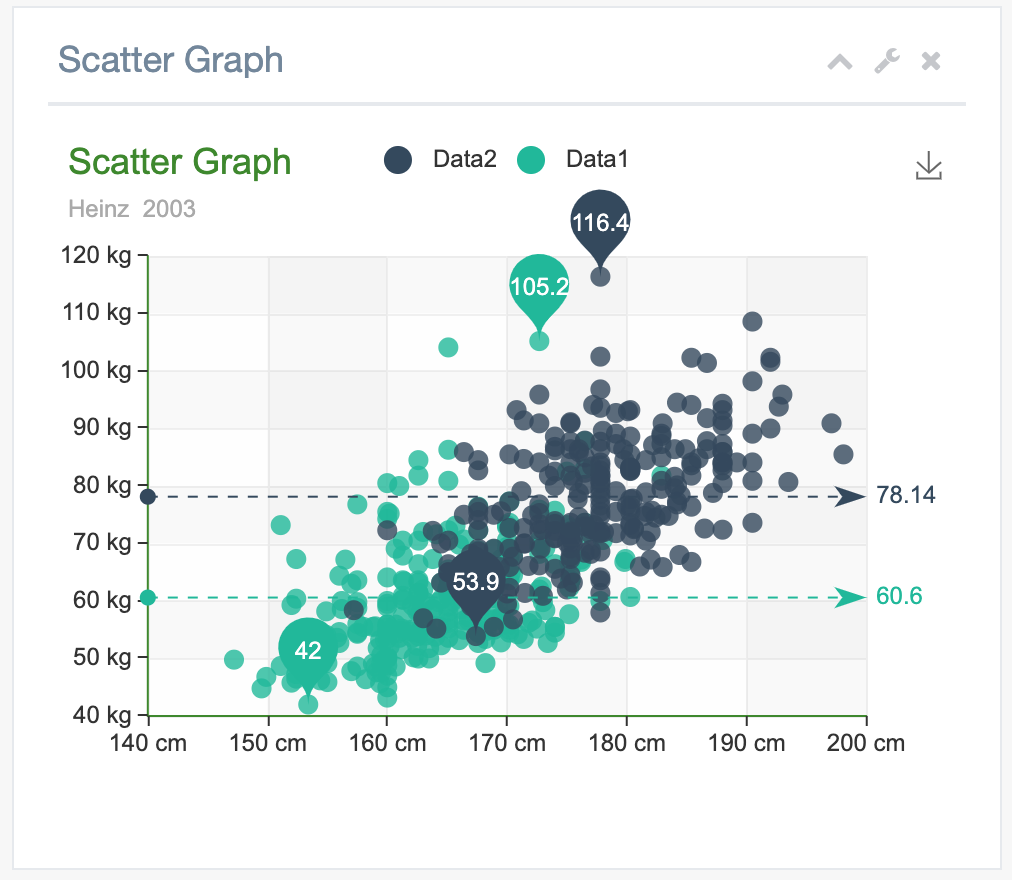 Scatter Graph
Scatter Graph
Data2 Data1
Heinz 2003
116.4
105.2
120 kg
110 kg
100 kg
90 kg
80 kg
78.14
70 kg
53.9
60 kg
60.6
42
50 kg
40 kg
140 cm 150 cm 160 cm 170 cm 180 cm 190 cm 200 cm